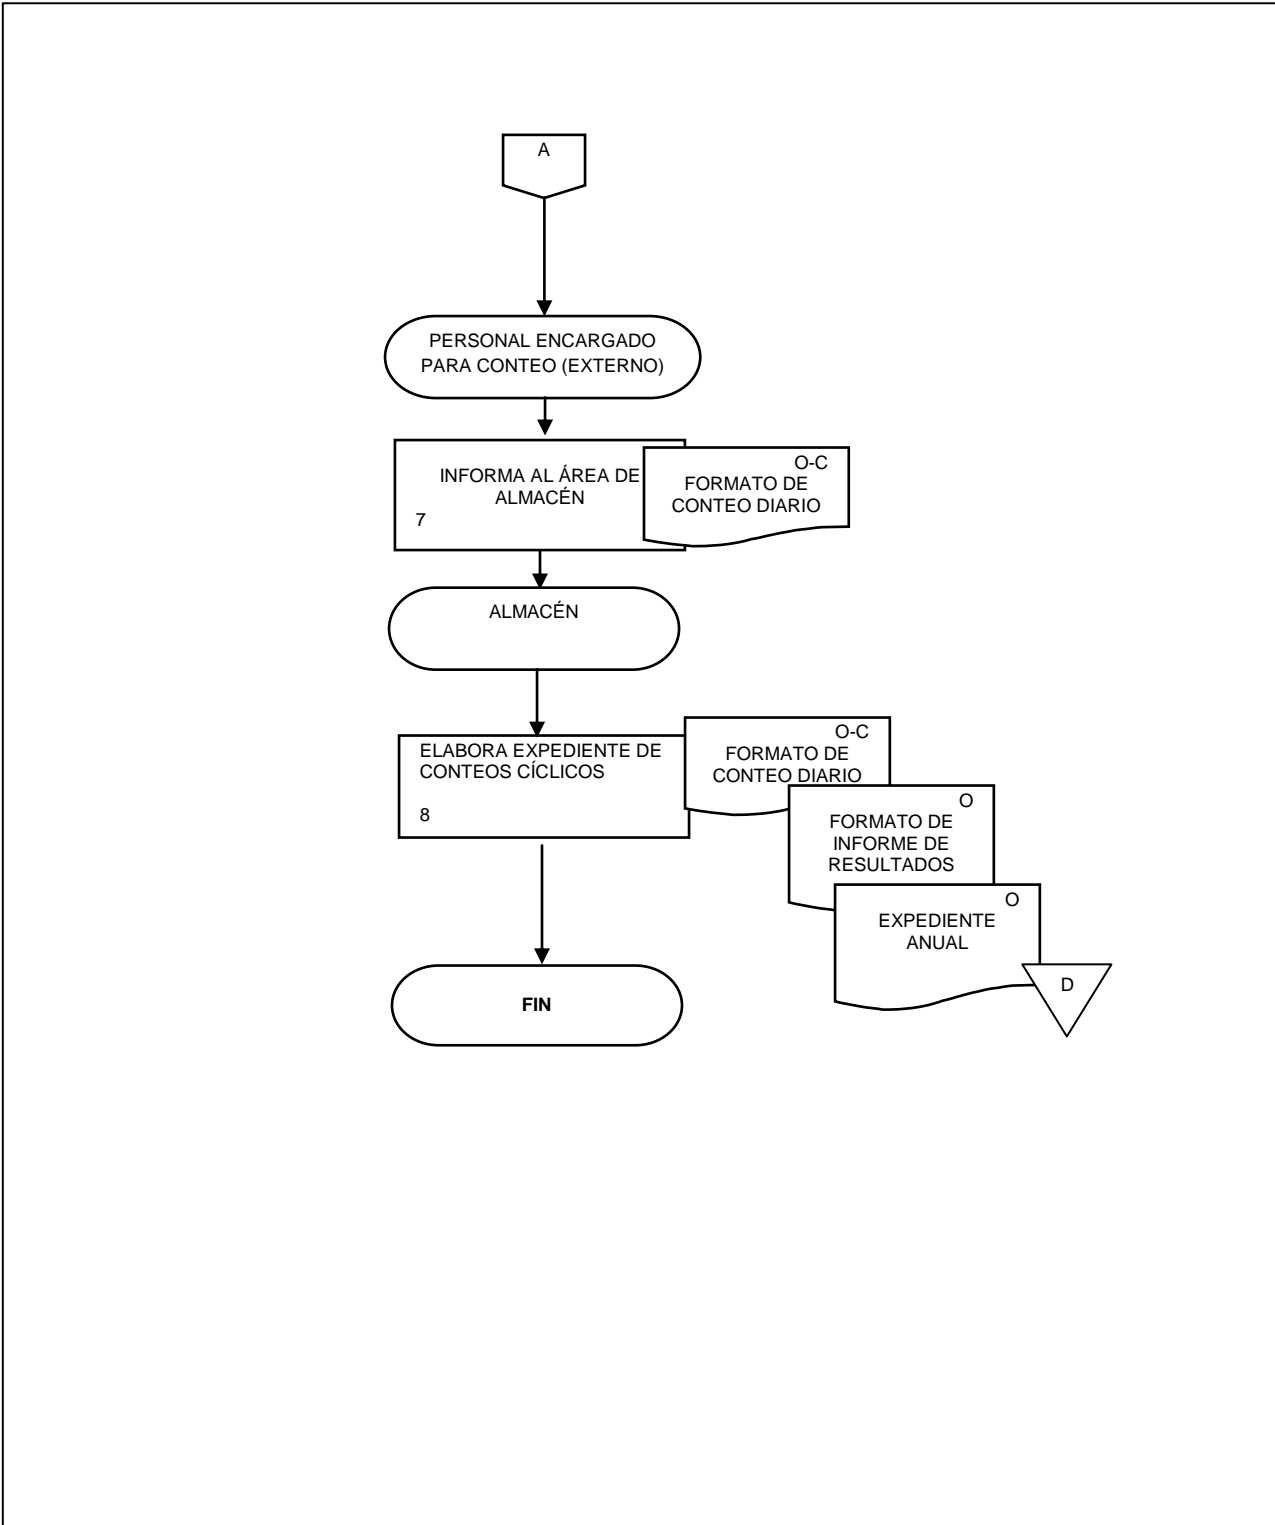 A
PERSONAL ENCARGADO
PARA CONTEO (EXTERNO)
INFORMA AL ÁREA DE
ALMACÉN
7
O-C
FORMATO DE
CONTEO DIARIO
ALMACÉN
ELABORA EXPEDIENTE DE
CONTEOS CÍCLICOS
8
O-C
FORMATO DE
CONTEO DIARIO
O
FORMATO DE
INFORME DE
RESULTADOS
O
EXPEDIENTE
ANUAL
D
FIN